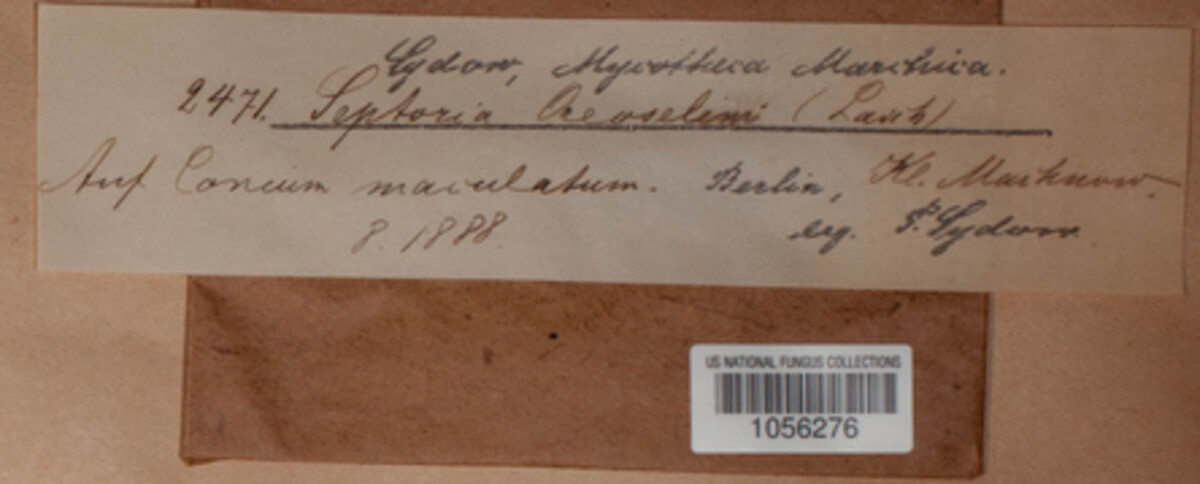 Sydow, Mycotheca Marchica.
2471. Septoria Oreoselini (Lasch)
Auf Conium maculatum. Berlin, Kl. Machnow.
8. 1888. leg. P. Sydow.
US NATIONAL FUNGUS COLLECTIONS
1056276